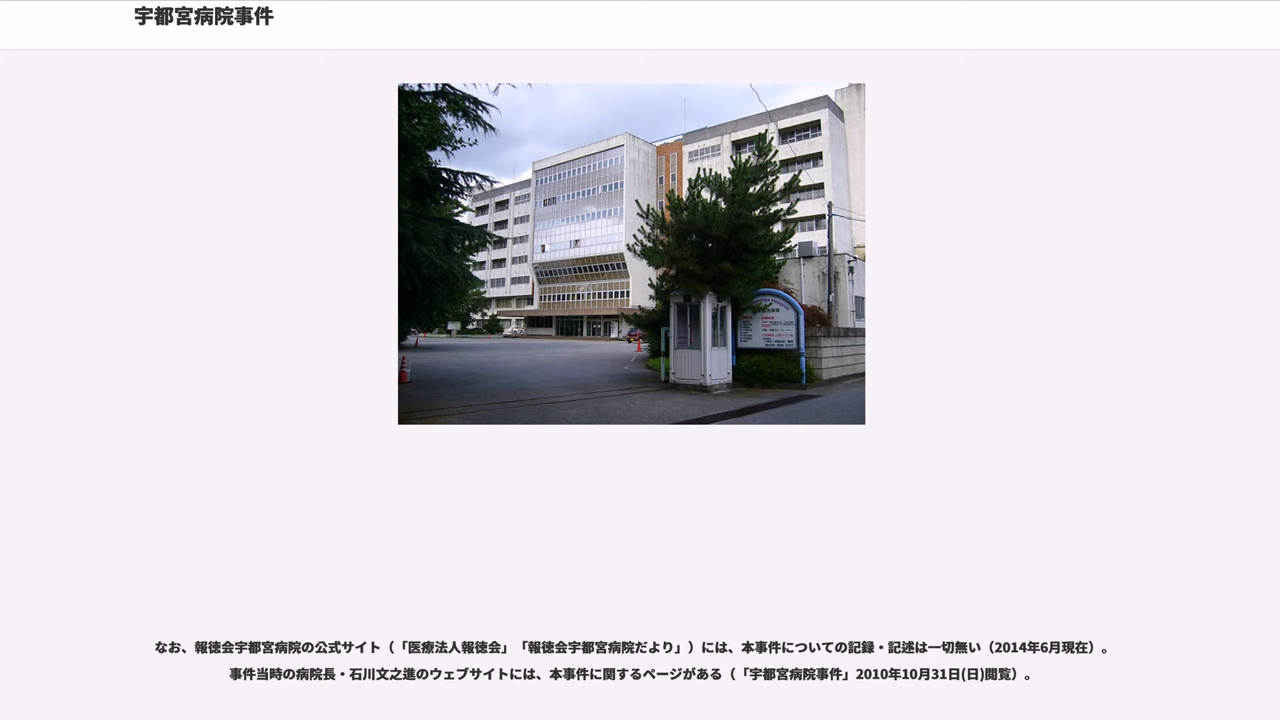 宇都宮病院事件
なお、報徳会宇都宮病院の公式サイト（「医療法人報徳会」「報徳会宇都宮病院だより」）には、本事件についての記録・記述は一切無い（2014年6月現在）。
事件当時の病院長・石川文之進のウェブサイトには、本事件に関するページがある（「宇都宮病院事件」2010年10月31日(日)閲覧）。